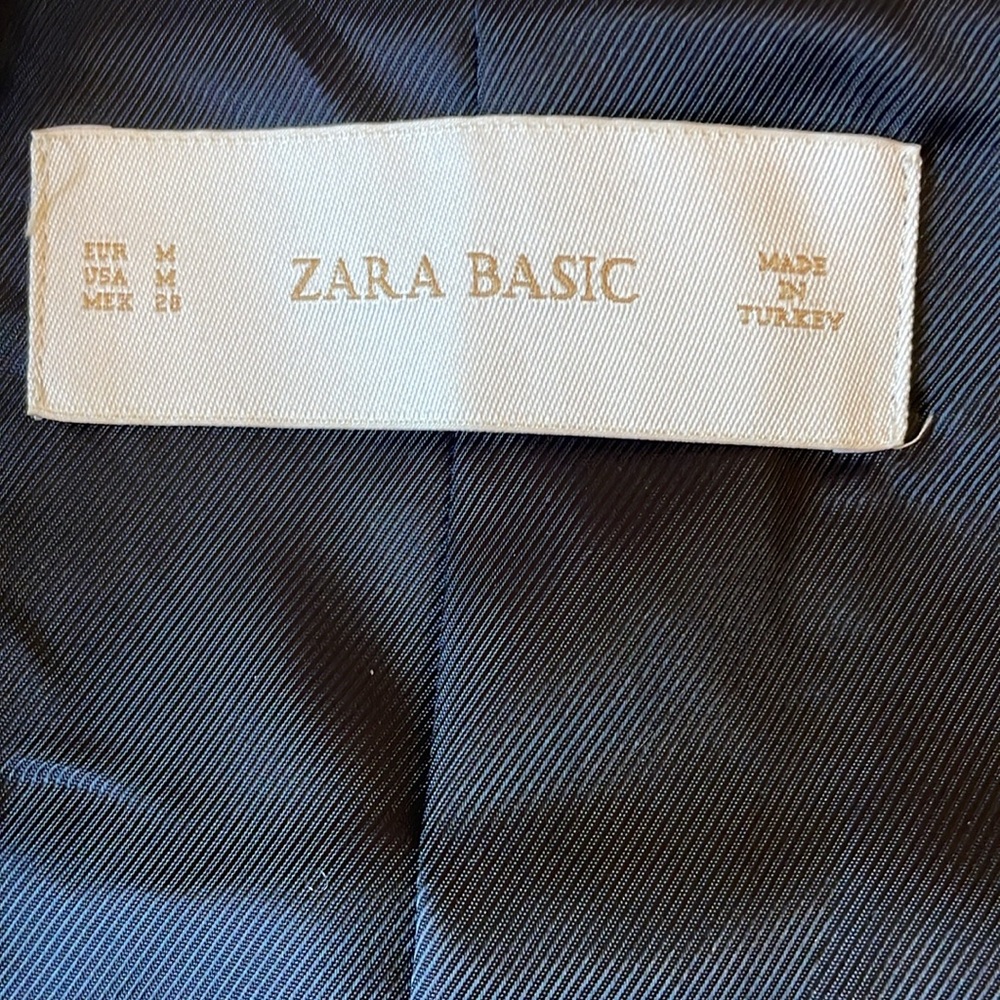 EUR M
USA M
MEX 28
ZARA BASIC
MADE
IN
TURKEY